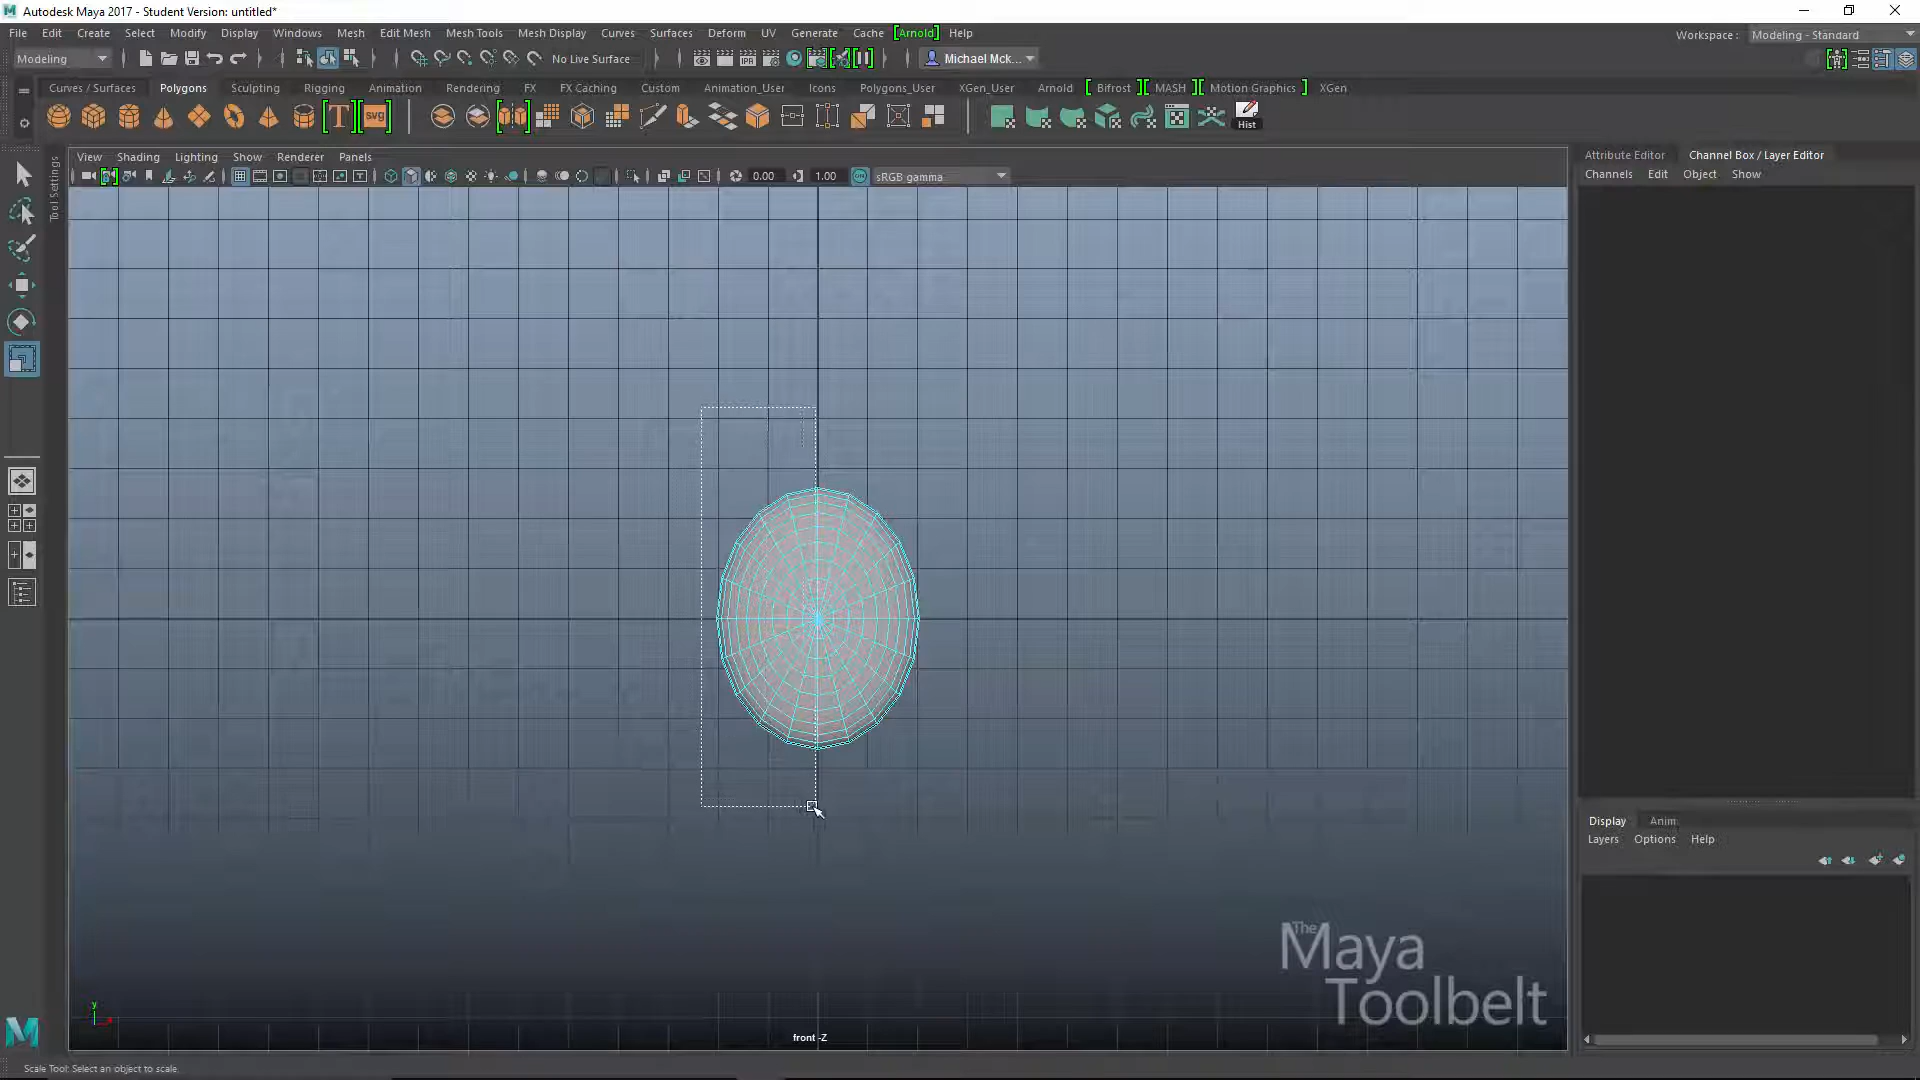 Autodesk Maya 2017 - Student Version: untitled*
File Edit Create Select Modify Display Windows Mesh Edit Mesh Mesh Tools Mesh Display Curves Surfaces Deform UV Generate Cache [Arnold] Help
Workspace : Modeling - Standard
Modeling No Live Surface Michael Mck...
Curves / Surfaces Polygons Sculpting Rigging Animation Rendering FX FX Caching Custom Animation_User Icons Polygons_User XGen_User Arnold [ Bifrost ] [ MASH ] [ Motion Graphics ] XGen
T svg IPR Hist
View Shading Lighting Show Renderer Panels
0.00 1.00 ON sRGB gamma
Tool Settings
Attribute Editor Channel Box / Layer Editor
Channels Edit Object Show
Display Anim
Layers Options Help
The
Maya
Toolbelt
y
front -Z
M
Scale Tool: Select an object to scale.